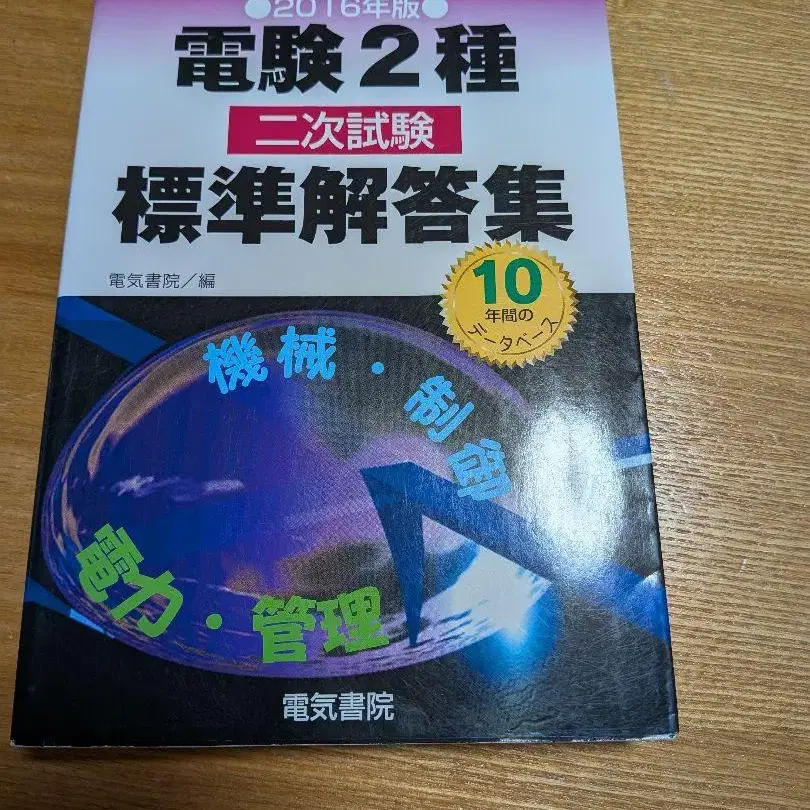 ●2016年版●
電験2種
二次試験
標準解答集
電気書院／編
10
年間の
データベース
機械・制御
電力・管理
電気書院